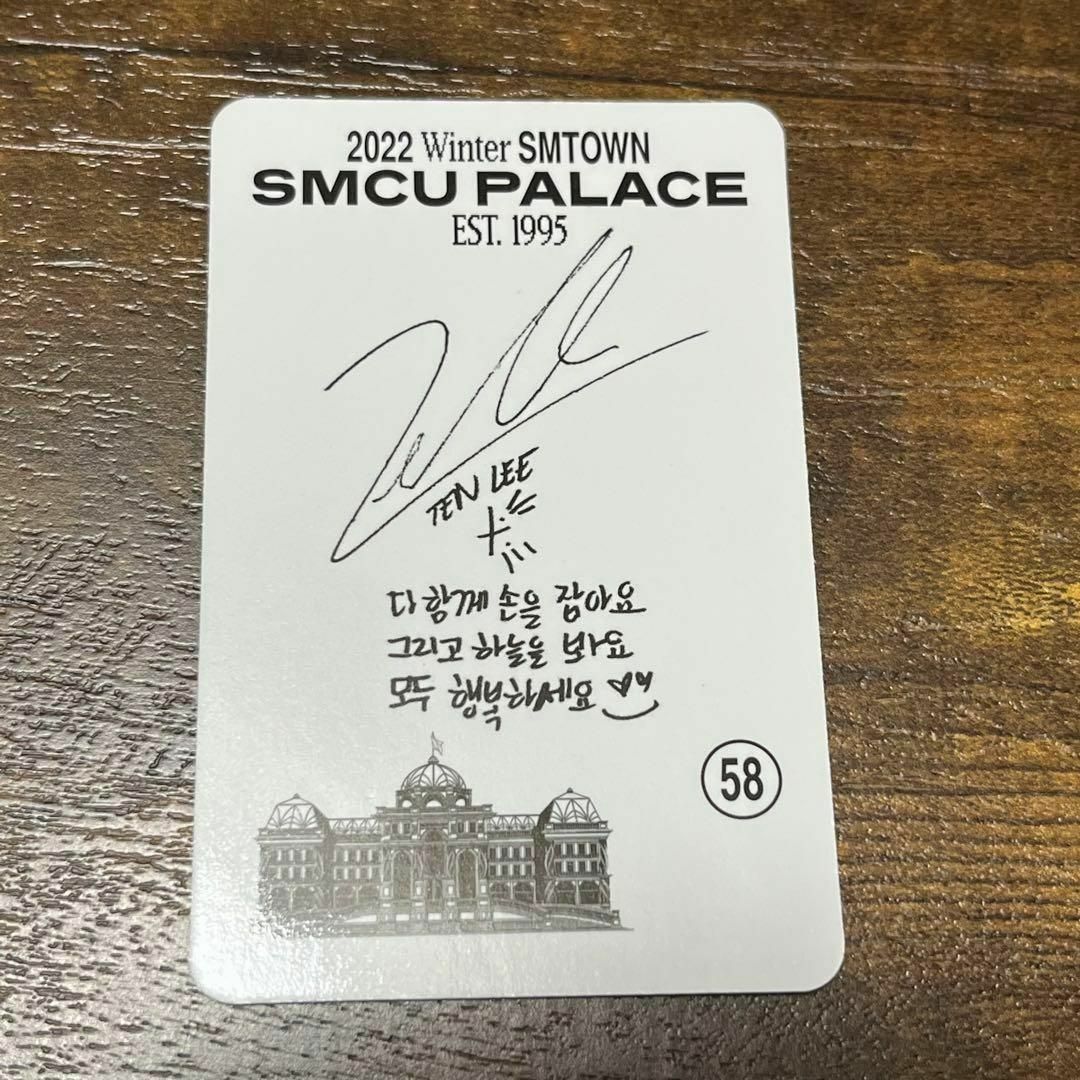 2022 Winter SMTOWN
SMCU PALACE
EST. 1995
TEN LEE
다 함께 손을 잡아요
그리고 하늘을 봐요
모두 행복하세요
58